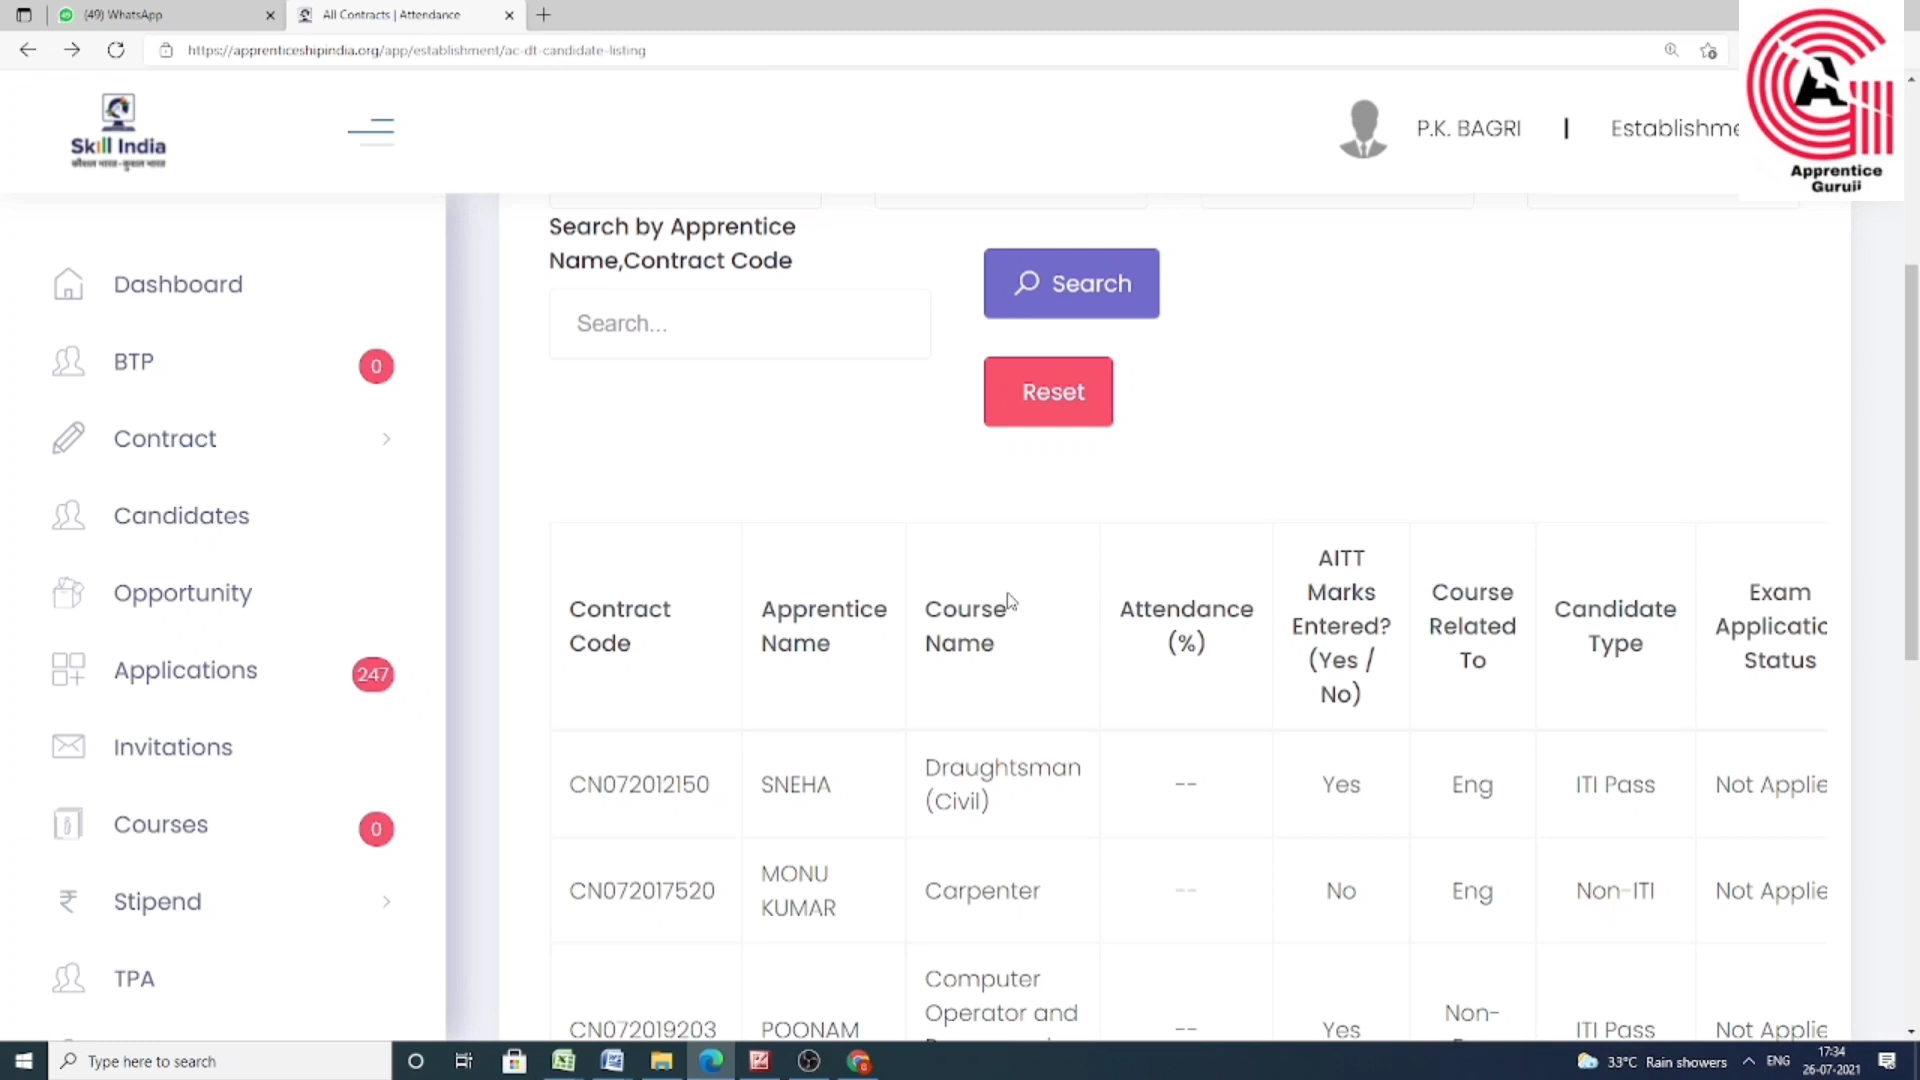 (49) WhatsApp
All Contracts | Attendance
https://apprenticeshipindia.org/app/establishment/ac-dt-candidate-listing
Skill India
कौशल भारत-कुशल भारत
P.K. BAGRI
Establishme
Apprentice
Guruji
Search by Apprentice
Name,Contract Code
Search...
Search
Reset
Dashboard
BTP 0
Contract
Candidates
Opportunity
Applications 247
Invitations
Courses 0
Stipend
TPA
Contract
Code
Apprentice
Name
Course
Name
Attendance
(%)
AITT
Marks
Entered?
(Yes /
No)
Course
Related
To
Candidate
Type
Exam
Applicatic
Status
CN072012150
SNEHA
Draughtsman
(Civil)
--
Yes
Eng
ITI Pass
Not Applie
CN072017520
MONU
KUMAR
Carpenter
--
No
Eng
Non-ITI
Not Applie
CN072019203
POONAM
Computer
Operator and
--
Yes
Non-
ITI Pass
Not Applie
Type here to search
33°C Rain showers
ENG
17:34
26-07-2021